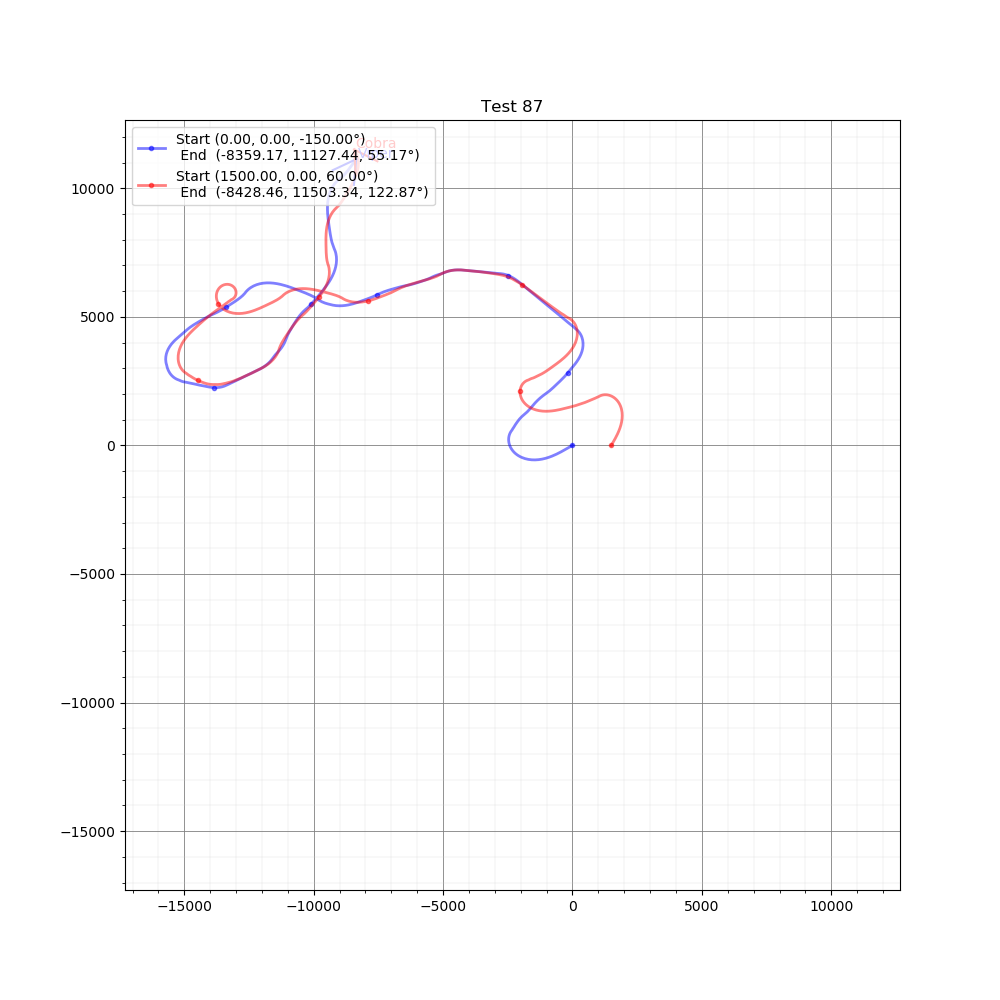 Test 87
Start (0.00, 0.00, -150.00°)
End (-8359.17, 11127.44, 55.17°)
Start (1500.00, 0.00, 60.00°)
End (-8428.46, 11503.34, 122.87°)
10000
5000
0
−5000
−10000
−15000
−15000
−10000
−5000
0
5000
10000